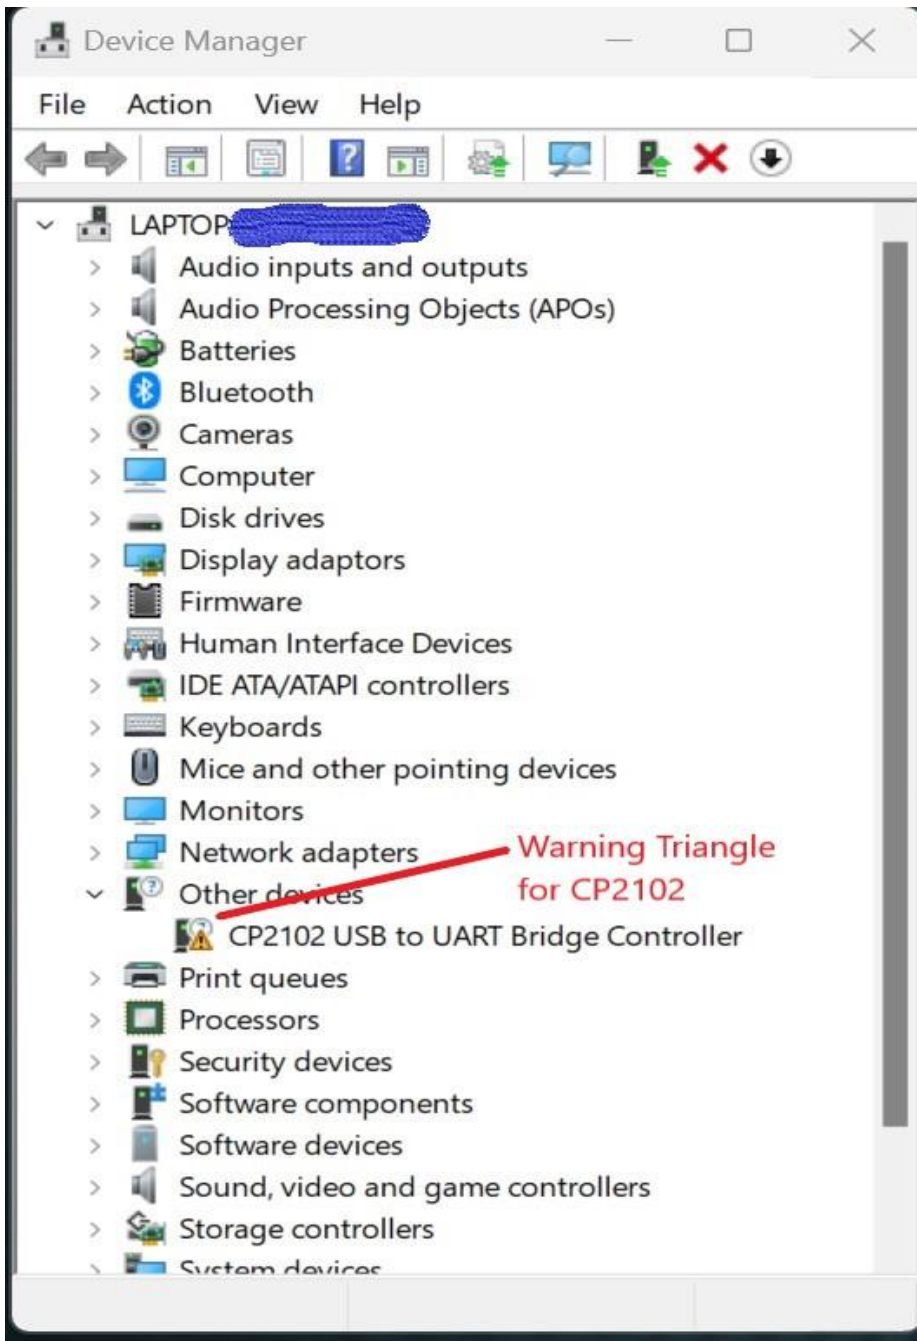 Device Manager
File Action View Help
LAPTOP
Audio inputs and outputs
Audio Processing Objects (APOs)
Batteries
Bluetooth
Cameras
Computer
Disk drives
Display adaptors
Firmware
Human Interface Devices
IDE ATA/ATAPI controllers
Keyboards
Mice and other pointing devices
Monitors
Network adapters
Warning Triangle
for CP2102
Other devices
CP2102 USB to UART Bridge Controller
Print queues
Processors
Security devices
Software components
Software devices
Sound, video and game controllers
Storage controllers
System devices